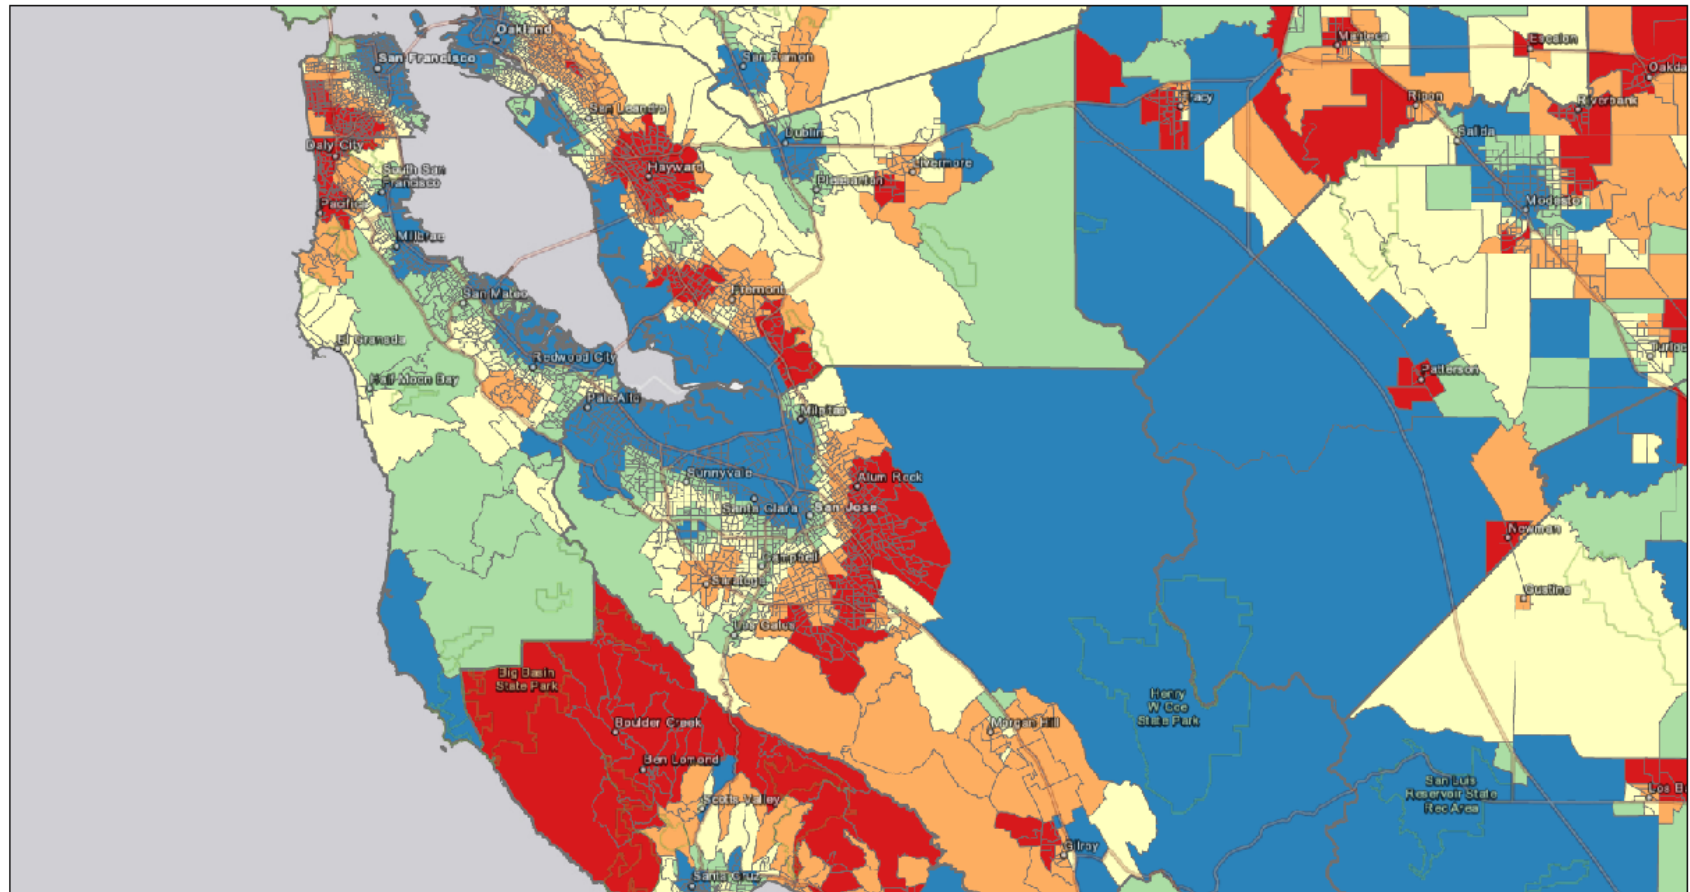 Oakland
San Francisco
San Ramon
Manteca
Escalon
Oakda
Tracy
Ripon
Riverbank
San Leandro
Dublin
Salida
Daly City
Hayward
Livermore
South San
Francisco
Pleasanton
Pacifica
Modesto
Millbrae
San Mateo
Fremont
El Granada
Redwood City
Turloc
Half Moon Bay
Patterson
Palo Alto
Milpitas
Sunnyvale
Alum Rock
Santa Clara
San Jose
Newman
Campbell
Saratoga
Gustine
Los Gatos
Big Basin
State Park
Henry
W Coe
State Park
Boulder Creek
Morgan Hill
Ben Lomond
San Luis
Reservoir State
Rec Area
Los B
Scotts Valley
Gilroy
Santa Cruz